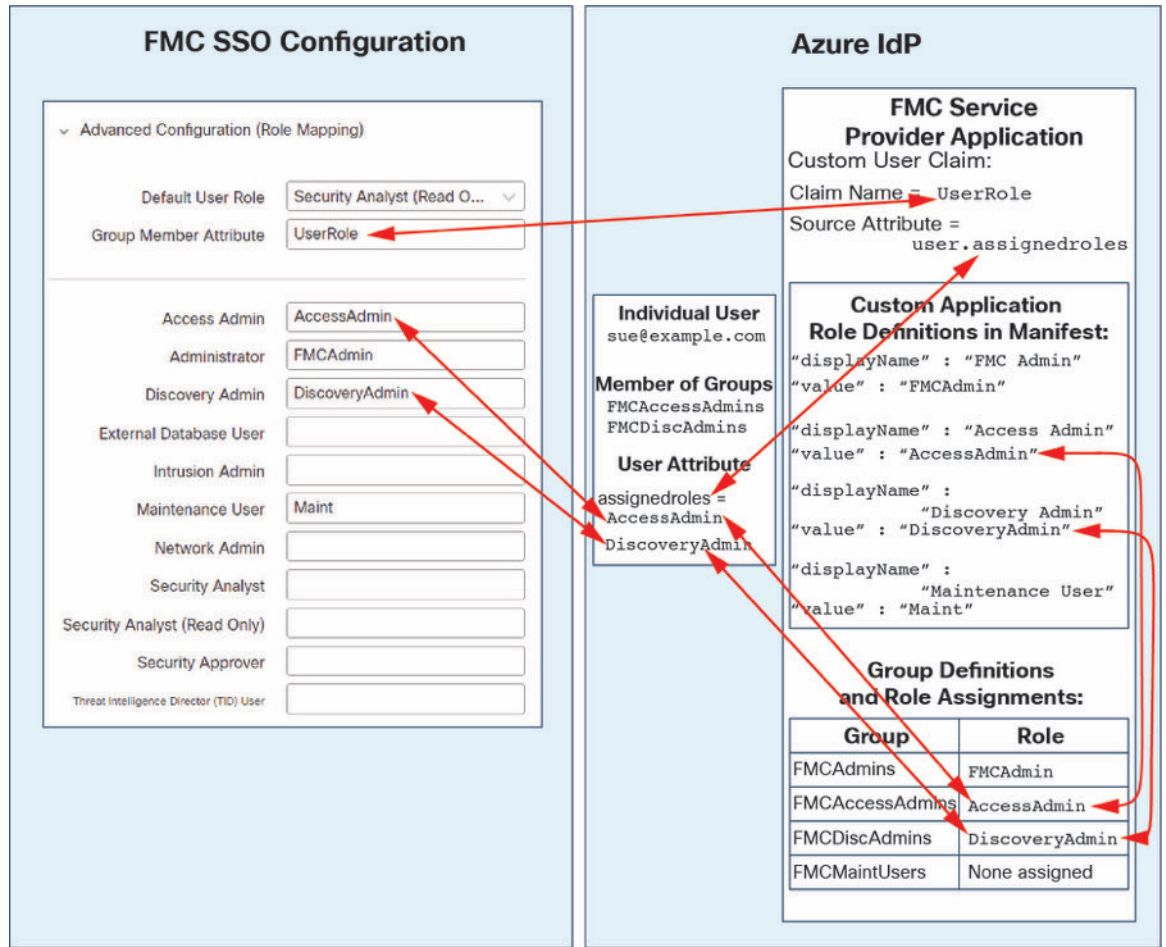 FMC SSO Configuration
Advanced Configuration (Role Mapping)
Default User Role Security Analyst (Read O...
Group Member Attribute UserRole
Access Admin AccessAdmin
Administrator FMCAdmin
Discovery Admin DiscoveryAdmin
External Database User
Intrusion Admin
Maintenance User Maint
Network Admin
Security Analyst
Security Analyst (Read Only)
Security Approver
Threat Intelligence Director (TID) User
Azure IdP
Individual User
sue@example.com
Member of Groups
FMCAccessAdmins
FMCDiscAdmins
User Attribute
assignedroles =
AccessAdmin
DiscoveryAdmin
FMC Service
Provider Application
Custom User Claim:
Claim Name = UserRole
Source Attribute =
user.assignedroles
Custom Application
Role Definitions in Manifest:
“displayName” : “FMC Admin”
“value” : “FMCAdmin”
“displayName” : “Access Admin”
“value” : “AccessAdmin”
“displayName” :
“Discovery Admin”
“value” : “DiscoveryAdmin”
“displayName” :
“Maintenance User”
“value” : “Maint”
Group Definitions
and Role Assignments:
Group Role
FMCAdmins FMCAdmin
FMCAccessAdmins AccessAdmin
FMCDiscAdmins DiscoveryAdmin
FMCMaintUsers None assigned